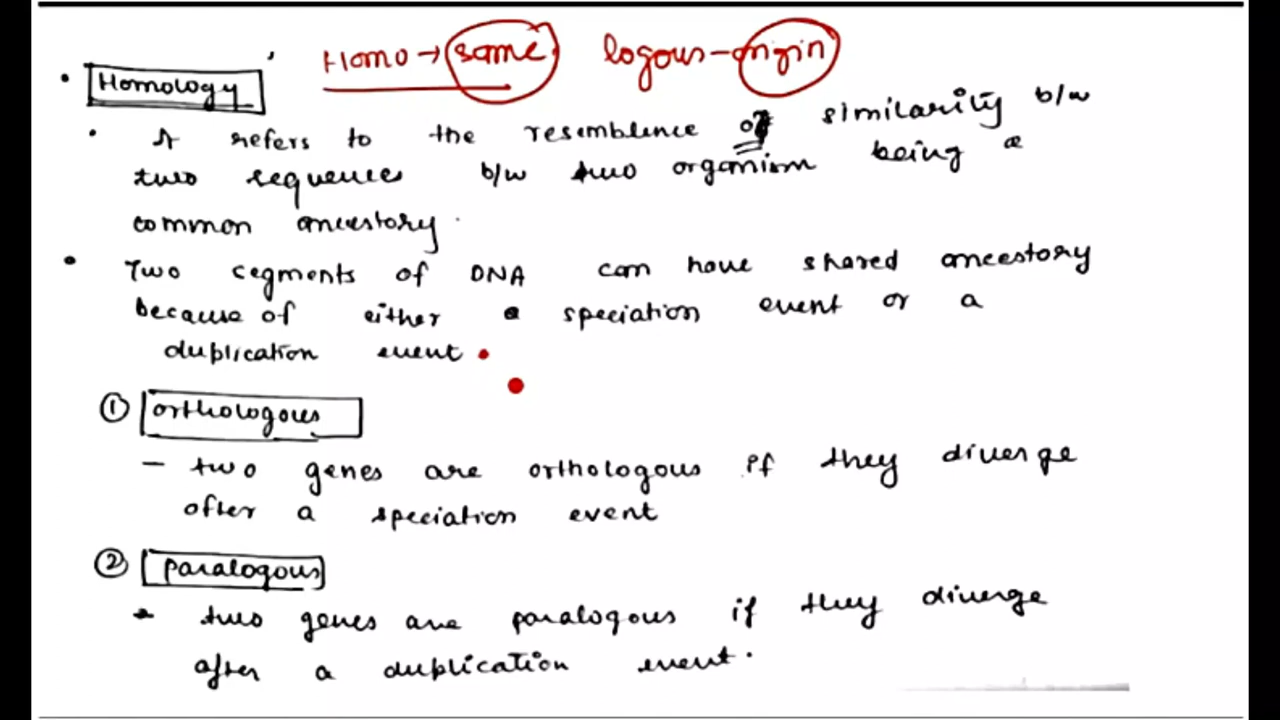 Homo → same logous - origin
• Homology
• It refers to the resemblence of similarity b/w
two sequences b/w two organism being a
common ancestory.
• Two segments of DNA can have shared ancestory
because of either a speciation event or a
duplication event.
① orthologous
– two genes are orthologous if they diverge
after a speciation event
② paralogous
- two genes are paralogous if they diverge
after a duplication event.